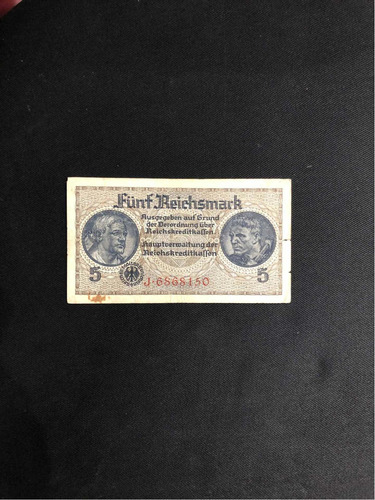 Fünf Reichsmark
Ausgegeben auf Grund
der Verordnung über
Reichskreditkassen
Hauptverwaltung der
Reichskreditkassen
5
5
J·6868150